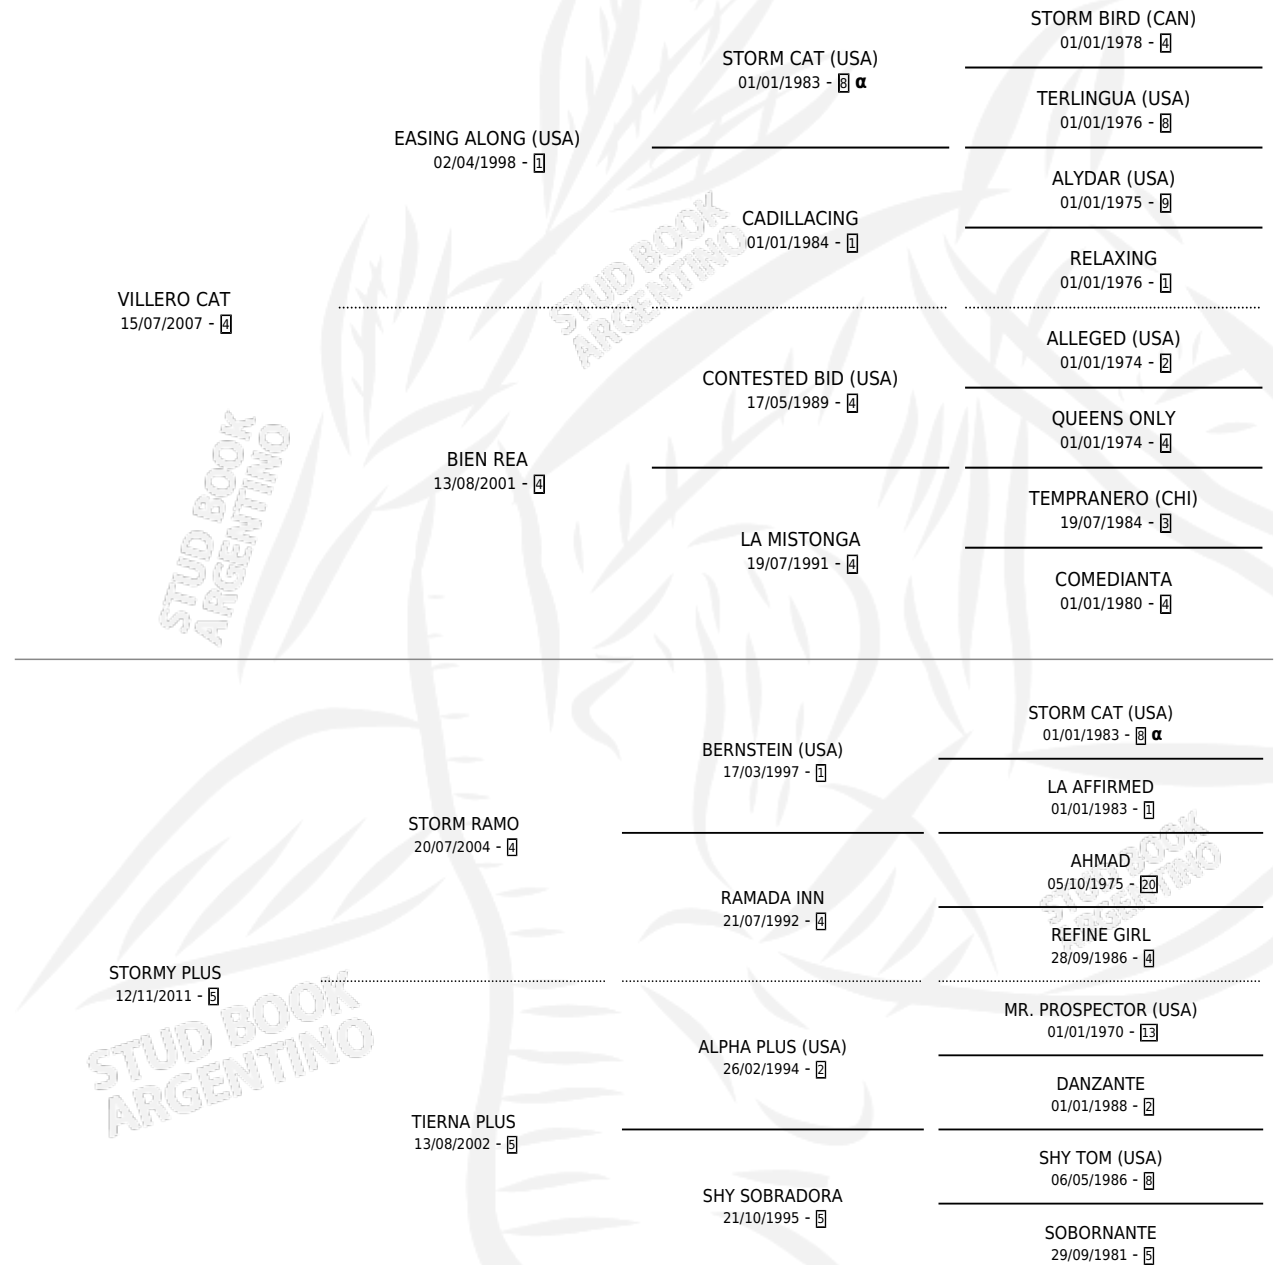 STORM BIRD (CAN)
01/01/1978 - 4
STORM CAT (USA)
01/01/1983 - 8 α
TERLINGUA (USA)
01/01/1976 - 8
EASING ALONG (USA)
02/04/1998 - 1
ALYDAR (USA)
01/01/1975 - 9
CADILLACING
01/01/1984 - 1
RELAXING
01/01/1976 - 1
VILLERO CAT
15/07/2007 - 4
ALLEGED (USA)
01/01/1974 - 2
CONTESTED BID (USA)
17/05/1989 - 4
QUEENS ONLY
01/01/1974 - 4
BIEN REA
13/08/2001 - 4
TEMPRANERO (CHI)
19/07/1984 - 3
LA MISTONGA
19/07/1991 - 4
COMEDIANTA
01/01/1980 - 4
STUD BOOK
ARGENTINO
STUD BOOK
ARGENTINO
STORM CAT (USA)
01/01/1983 - 8 α
BERNSTEIN (USA)
17/03/1997 - 1
LA AFFIRMED
01/01/1983 - 1
STORM RAMO
20/07/2004 - 4
AHMAD
05/10/1975 - 20
RAMADA INN
21/07/1992 - 4
REFINE GIRL
28/09/1986 - 4
STORMY PLUS
12/11/2011 - 5
MR. PROSPECTOR (USA)
01/01/1970 - 13
ALPHA PLUS (USA)
26/02/1994 - 2
DANZANTE
01/01/1988 - 2
TIERNA PLUS
13/08/2002 - 5
SHY TOM (USA)
06/05/1986 - 8
SHY SOBRADORA
21/10/1995 - 5
SOBORNANTE
29/09/1981 - 5
STUD BOOK
ARGENTINO
STUD BOOK
ARGENTINO